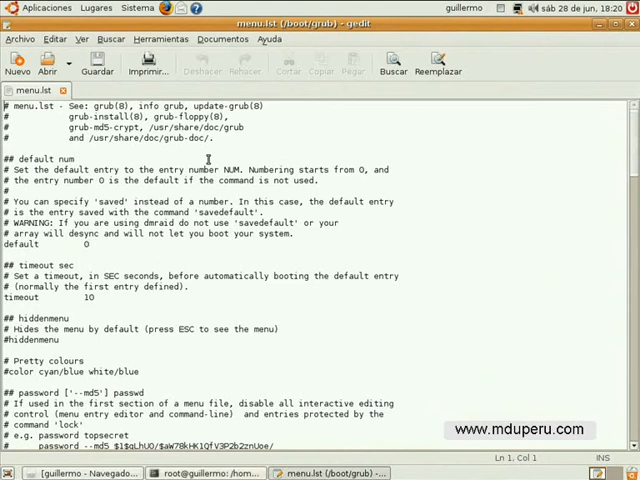 Aplicaciones Lugares Sistema guillermo sáb 28 de jun, 18:20
menu.lst (/boot/grub) - gedit
Archivo Editar Ver Buscar Herramientas Documentos Ayuda
Nuevo Abrir Guardar Imprimir... Deshacer Rehacer Cortar Copiar Pegar Buscar Reemplazar
menu.lst
# menu.lst - See: grub(8), info grub, update-grub(8)
# grub-install(8), grub-floppy(8),
# grub-md5-crypt, /usr/share/doc/grub
# and /usr/share/doc/grub-doc/.
## default num
# Set the default entry to the entry number NUM. Numbering starts from 0, and
# the entry number 0 is the default if the command is not used.
#
# You can specify 'saved' instead of a number. In this case, the default entry
# is the entry saved with the command 'savedefault'.
# WARNING: If you are using dmraid do not use 'savedefault' or your
# array will desync and will not let you boot your system.
default 0
## timeout sec
# Set a timeout, in SEC seconds, before automatically booting the default entry
# (normally the first entry defined).
timeout 10
## hiddenmenu
# Hides the menu by default (press ESC to see the menu)
#hiddenmenu
# Pretty colours
#color cyan/blue white/blue
## password ['--md5'] passwd
# If used in the first section of a menu file, disable all interactive editing
# control (menu entry editor and command-line) and entries protected by the
# command 'lock'
# e.g. password topsecret
# password --md5 $1$gLhU0/$aW78kHK1QfV3P2b2znUoe/
www.mduperu.com
Ln 1, Col 1 INS
[guillermo - Navegado... root@guillermo: /hom... menu.lst (/boot/grub)...